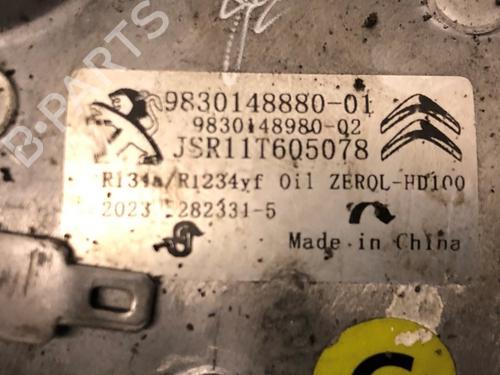 B-PARTS
9830148880-01
9830148980-02
JSR11T605078
R134a/R1234yf Oil ZEROL-HD100
2023 282331-5
Made in China